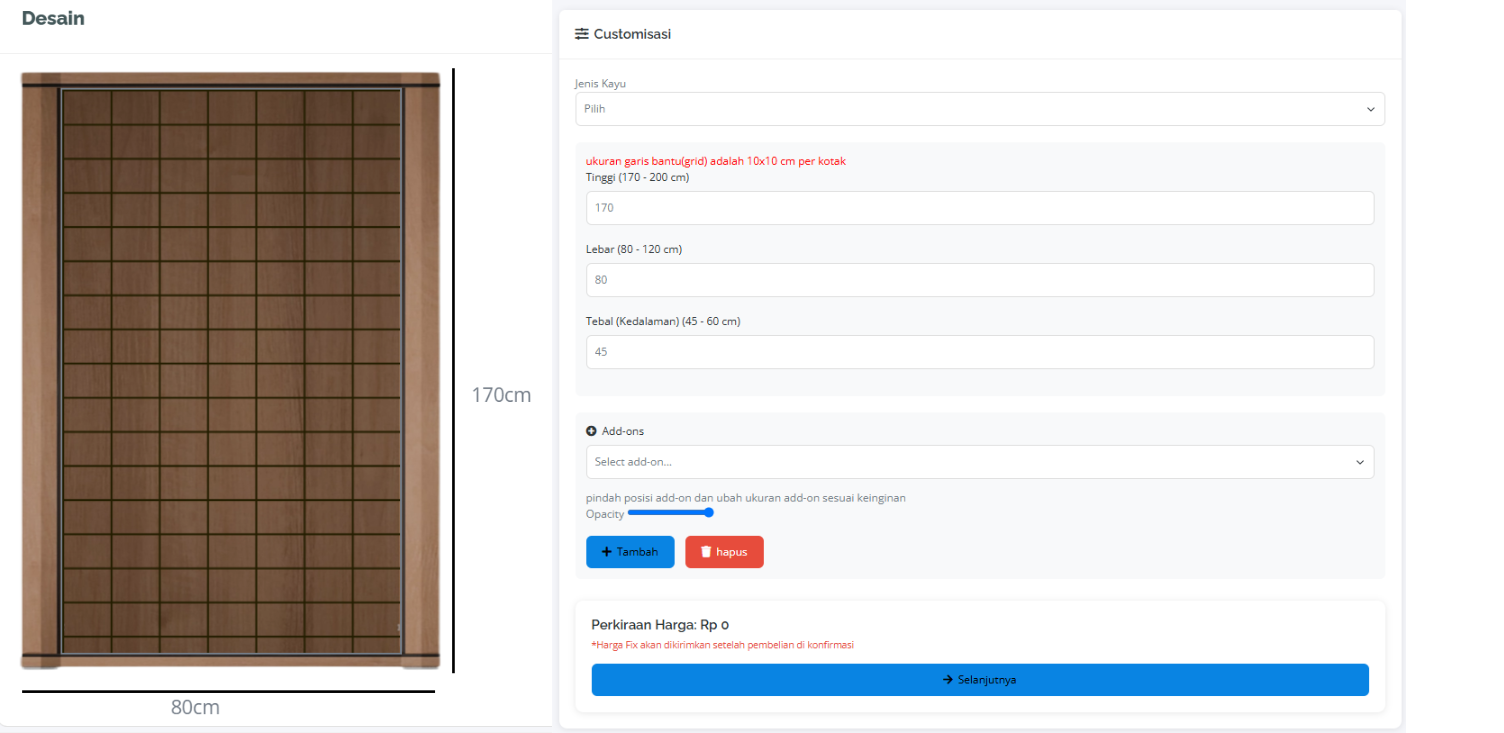 Desain
170cm
80cm
Customisasi
Jenis Kayu
Pilih
ukuran garis bantu(grid) adalah 10x10 cm per kotak
Tinggi (170 - 200 cm)
170
Lebar (80 - 120 cm)
80
Tebal (Kedalaman) (45 - 60 cm)
45
Add-ons
Select add-on...
pindah posisi add-on dan ubah ukuran add-on sesuai keinginan
Opacity
Tambah
hapus
Perkiraan Harga: Rp 0
*Harga Fix akan dikirimkan setelah pembelian di konfirmasi
Selanjutnya